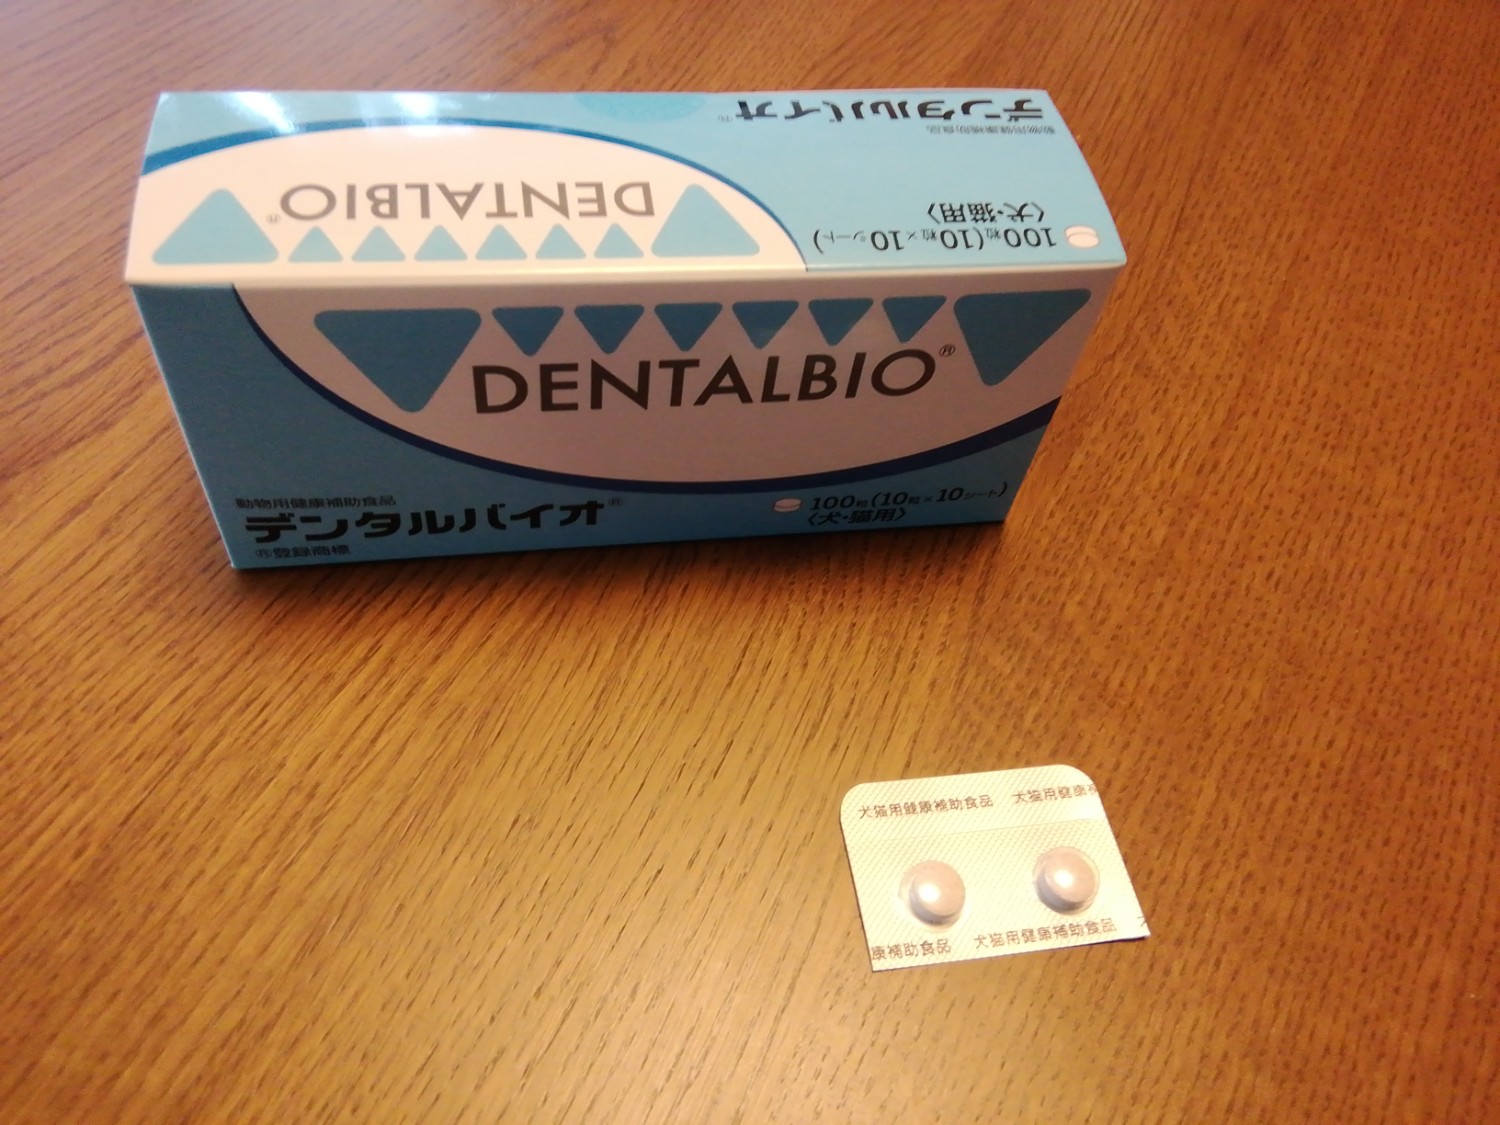 デンタルバイオ®
動物用健康補助食品
DENTALBIO®
〈犬・猫用〉
100粒(10粒×10シート)
DENTALBIO®
動物用健康補助食品
デンタルバイオ®
®登録商標
100粒(10粒×10シート)
〈犬・猫用〉
犬猫用健康補助食品 犬猫用健康補
康補助食品 犬猫用健康補助食品